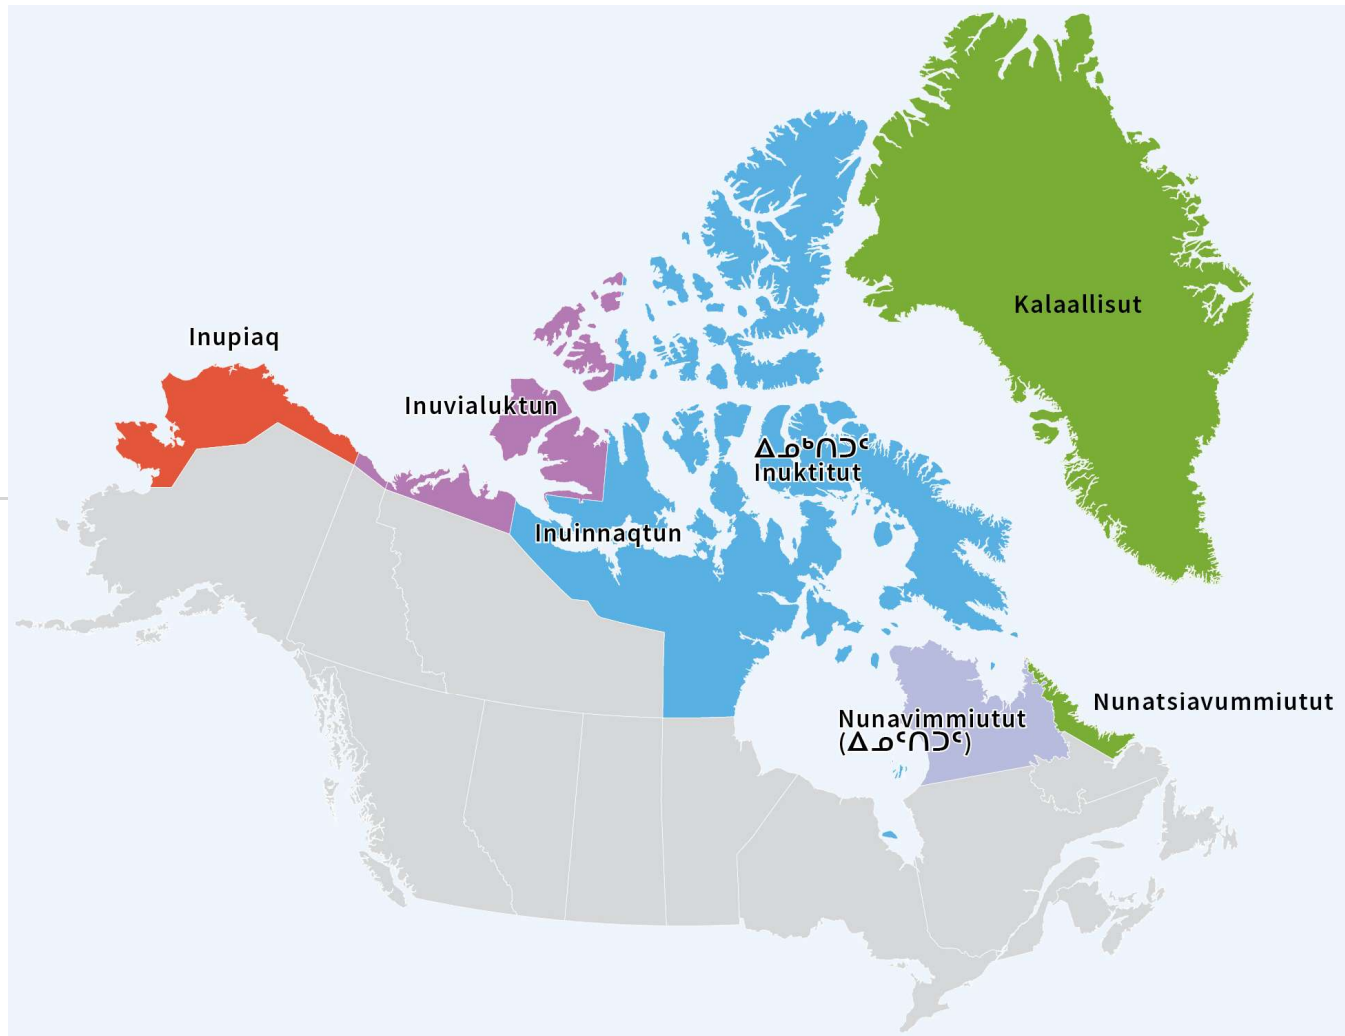 Kalaallisut
Inupiaq
Inuvialuktun
ᐃᓄᒃᑎᑐᑦ
Inuktitut
Inuinnaqtun
Nunatsiavummiutut
Nunavimmiutut
(ᐃᓄᑦᑎᑐᑦ)